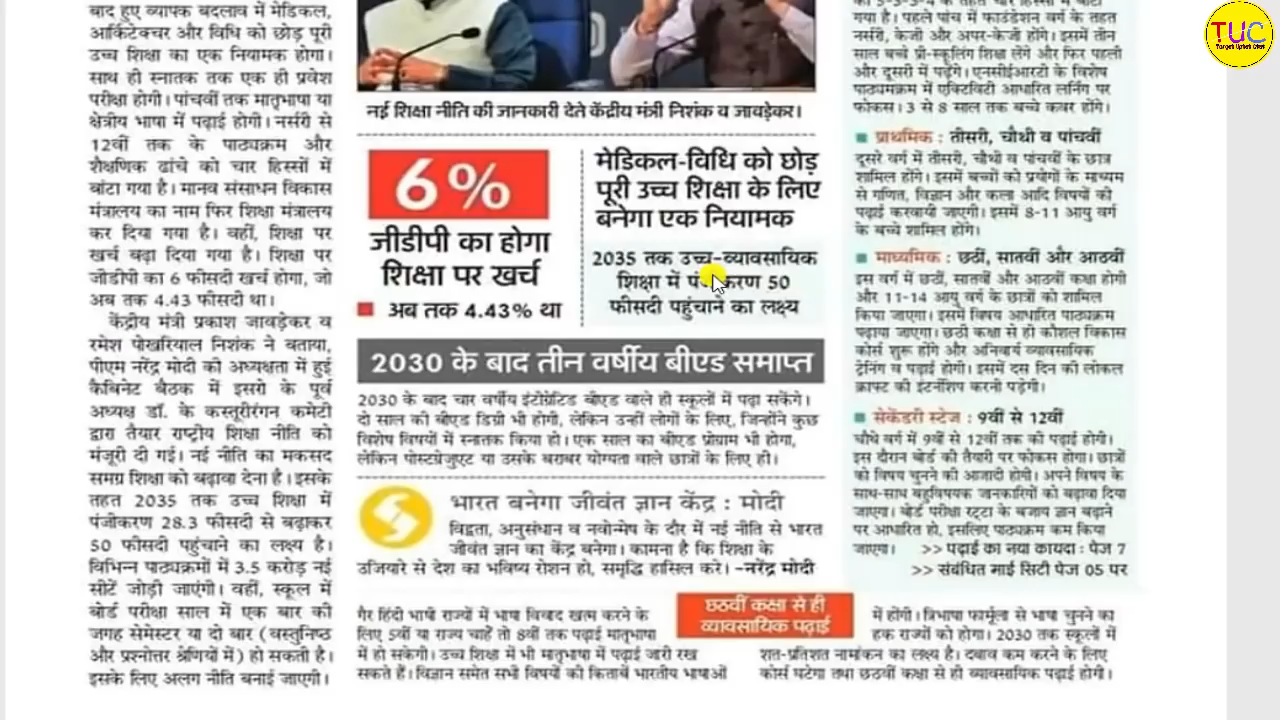 बाद हुए व्यापक बदलाव में मेडिकल,
आर्किटेक्चर और विधि को छोड़ पूरी
उच्च शिक्षा का एक नियामक होगा।
साथ ही स्नातक तक एक ही प्रवेश
परीक्षा होगी। पांचवीं तक मातृभाषा या
क्षेत्रीय भाषा में पढ़ाई होगी। नर्सरी से
12वीं तक के पाठ्यक्रम और
शैक्षणिक ढांचे को चार हिस्सों में
बांटा गया है। मानव संसाधन विकास
मंत्रालय का नाम फिर शिक्षा मंत्रालय
कर दिया गया है। वहीं, शिक्षा पर
खर्च बढ़ा दिया गया है। शिक्षा पर
जीडीपी का 6 फीसदी खर्च होगा, जो
अब तक 4.43 फीसदी था।
केंद्रीय मंत्री प्रकाश जावड़ेकर व
रमेश पोखरियाल निशंक ने बताया,
पीएम नरेंद्र मोदी की अध्यक्षता में हुई
कैबिनेट बैठक में इसरो के पूर्व
अध्यक्ष डॉ. के कस्तूरीरंगन कमेटी
द्वारा तैयार राष्ट्रीय शिक्षा नीति को
मंजूरी दी गई। नई नीति का मकसद
समग्र शिक्षा को बढ़ावा देना है। इसके
तहत 2035 तक उच्च शिक्षा में
पंजीकरण 28.3 फीसदी से बढ़ाकर
50 फीसदी पहुंचाने का लक्ष्य है।
विभिन्न पाठ्यक्रमों में 3.5 करोड़ नई
सीटें जोड़ी जाएंगी। वहीं, स्कूल में
बोर्ड परीक्षा साल में एक बार की
जगह सेमेस्टर या दो बार (वस्तुनिष्ठ
और प्रश्नोत्तर श्रेणियों में) हो सकती है।
इसके लिए अलग नीति बनाई जाएगी।
नई शिक्षा नीति की जानकारी देते केंद्रीय मंत्री निशंक व जावड़ेकर।
6%
जीडीपी का होगा
शिक्षा पर खर्च
अब तक 4.43% था
मेडिकल-विधि को छोड़
पूरी उच्च शिक्षा के लिए
बनेगा एक नियामक
2035 तक उच्च-व्यावसायिक
शिक्षा में पंजीकरण 50
फीसदी पहुंचाने का लक्ष्य
2030 के बाद तीन वर्षीय बीएड समाप्त
2030 के बाद चार वर्षीय इंटीग्रेटिड बीएड वाले ही स्कूलों में पढ़ा सकेंगे।
दो साल की बीएड डिग्री भी होगी, लेकिन उन्हीं लोगों के लिए, जिन्होंने कुछ
विशेष विषयों में स्नातक किया हो। एक साल का बीएड प्रोग्राम भी होगा,
लेकिन पोस्टग्रेजुएट या उसके बराबर योग्यता वाले छात्रों के लिए ही।
भारत बनेगा जीवंत ज्ञान केंद्र : मोदी
विद्वता, अनुसंधान व नवोन्मेष के दौर में नई नीति से भारत
जीवंत ज्ञान का केंद्र बनेगा। कामना है कि शिक्षा के
उजियारे से देश का भविष्य रोशन हो, समृद्धि हासिल करे। -नरेंद्र मोदी
गैर हिंदी भाषी राज्यों में भाषा विवाद खत्म करने के
लिए 5वीं या राज्य चाहें तो 8वीं तक पढ़ाई मातृभाषा
में हो सकेगी। उच्च शिक्षा में भी मातृभाषा में पढ़ाई जारी रख
सकते हैं। विज्ञान समेत सभी विषयों की किताबें भारतीय भाषाओं
छठवीं कक्षा से ही
व्यावसायिक पढ़ाई
में होंगी। त्रिभाषा फार्मूला से भाषा चुनने का
हक राज्यों को होगा। 2030 तक स्कूलों में
शत-प्रतिशत नामांकन का लक्ष्य है। दबाव कम करने के लिए
कोर्स घटेगा तथा छठवीं कक्षा से ही व्यावसायिक पढ़ाई होगी।
गया है। पहले पांच में फाउंडेशन वर्ग के तहत
नर्सरी, केजी और अपर-केजी होंगे। इसमें तीन
साल बच्चे प्री-स्कूलिंग शिक्षा लेंगे और फिर पहली
और दूसरी में पढ़ेंगे। एनसीईआरटी के विशेष
पाठ्यमक्रम में एक्टिविटी आधारित लर्निंग पर
फोकस। 3 से 8 साल तक बच्चे कवर होंगे।
प्राथमिक : तीसरी, चौथी व पांचवीं
दूसरे वर्ग में तीसरी, चौथी व पांचवीं के छात्र
शामिल होंगे। इसमें बच्चों को प्रयोगों के माध्यम
से गणित, विज्ञान और कला आदि विषयों की
पढ़ाई करवायी जाएगी। इसमें 8-11 आयु वर्ग
के बच्चे शामिल होंगे।
माध्यमिक : छठीं, सातवीं और आठवीं
इस वर्ग में छठीं, सातवीं और आठवीं कक्षा होगी
और 11-14 आयु वर्ग के छात्रों को शामिल
किया जाएगा। इसमें विषय आधारित पाठ्यक्रम
पढ़ाया जाएगा। छठी कक्षा से ही कौशल विकास
कोर्स शुरू होंगे और अनिवार्य व्यावसायिक
ट्रेनिंग व पढ़ाई होगी। इसमें दस दिन की लोकल
क्राफ्ट की इंटर्नशिप करनी पड़ेगी।
सेकेंडरी स्टेज : 9वीं से 12वीं
चौथे वर्ग में 9वीं से 12वीं तक की पढ़ाई होगी।
इस दौरान बोर्ड की तैयारी पर फोकस होगा। छात्रों
को विषय चुनने की आजादी होगी। अपने विषय के
साथ-साथ बहुविषयक जानकारियों को बढ़ावा दिया
जाएगा। बोर्ड परीक्षा रट्टा के बजाय ज्ञान बढ़ाने
पर आधारित हो, इसलिए पाठ्यक्रम कम किया
जाएगा। >> पढ़ाई का नया कायदा : पेज 7
>> संबंधित माई सिटी पेज 05 पर
TUC